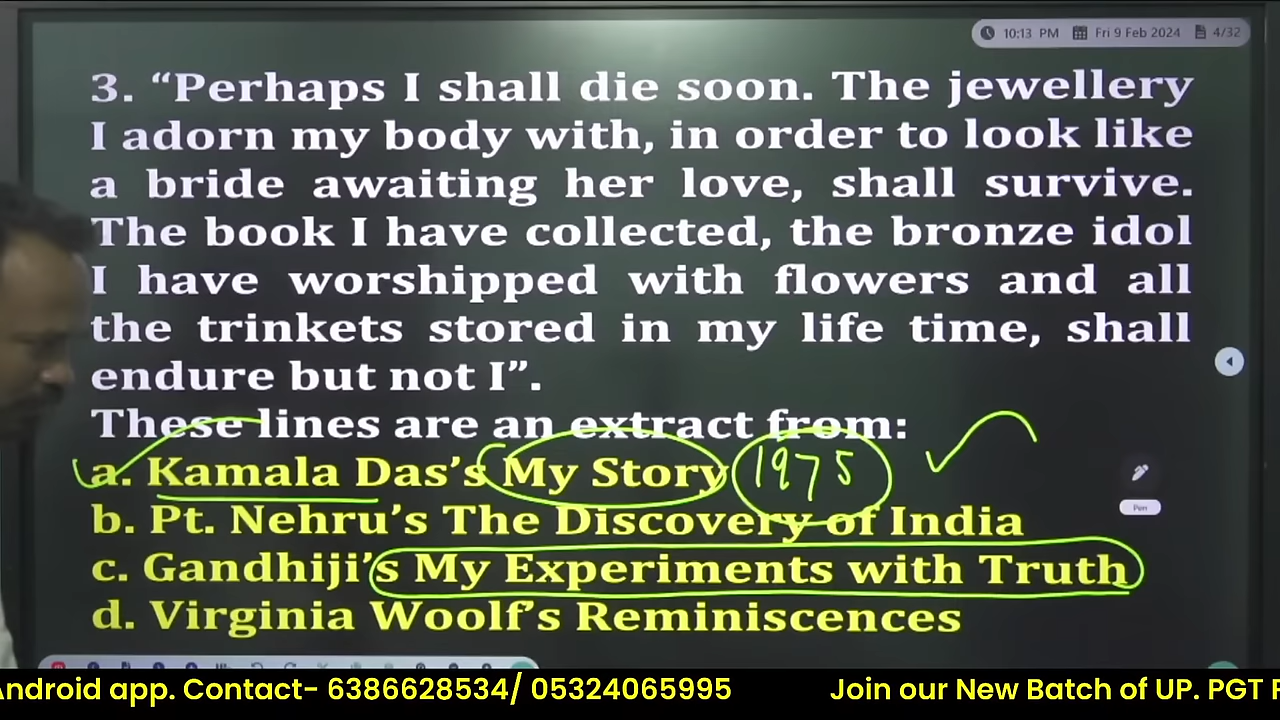 10:13 PM Fri 9 Feb 2024 4/32
3. “Perhaps I shall die soon. The jewellery
I adorn my body with, in order to look like
a bride awaiting her love, shall survive.
The book I have collected, the bronze idol
I have worshipped with flowers and all
the trinkets stored in my life time, shall
endure but not I”.
These lines are an extract from:
a. Kamala Das’s My Story 1975
b. Pt. Nehru’s The Discovery of India
c. Gandhiji’s My Experiments with Truth
d. Virginia Woolf’s Reminiscences
Pen
Android app. Contact- 6386628534/ 05324065995 Join our New Batch of UP. PGT